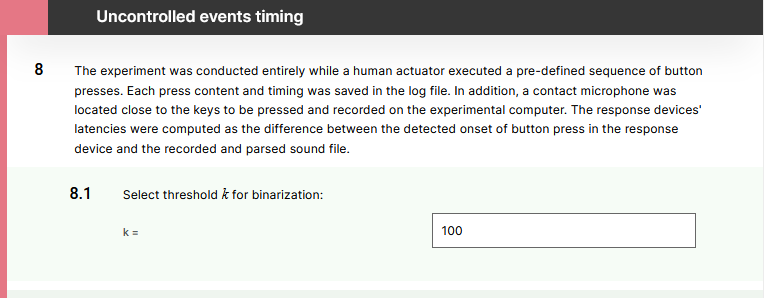 Uncontrolled events timing
8
The experiment was conducted entirely while a human actuator executed a pre-defined sequence of button
presses. Each press content and timing was saved in the log file. In addition, a contact microphone was
located close to the keys to be pressed and recorded on the experimental computer. The response devices'
latencies were computed as the difference between the detected onset of button press in the response
device and the recorded and parsed sound file.
8.1 Select threshold k for binarization:
k = 100